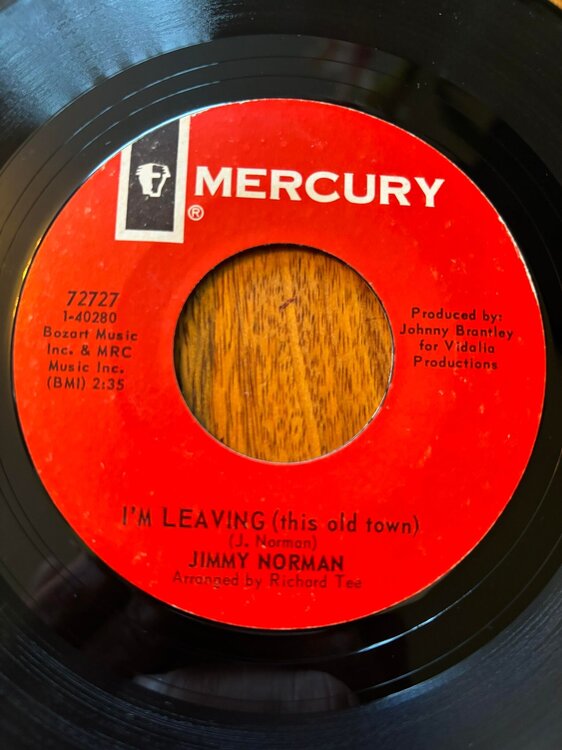 MERCURY
®
72727
1-40280
Bozart Music
Inc. & MRC
Music Inc.
(BMI) 2:35
Produced by:
Johnny Brantley
for Vidalia
Productions
I'M LEAVING (this old town)
(J. Norman)
JIMMY NORMAN
Arranged by Richard Tee